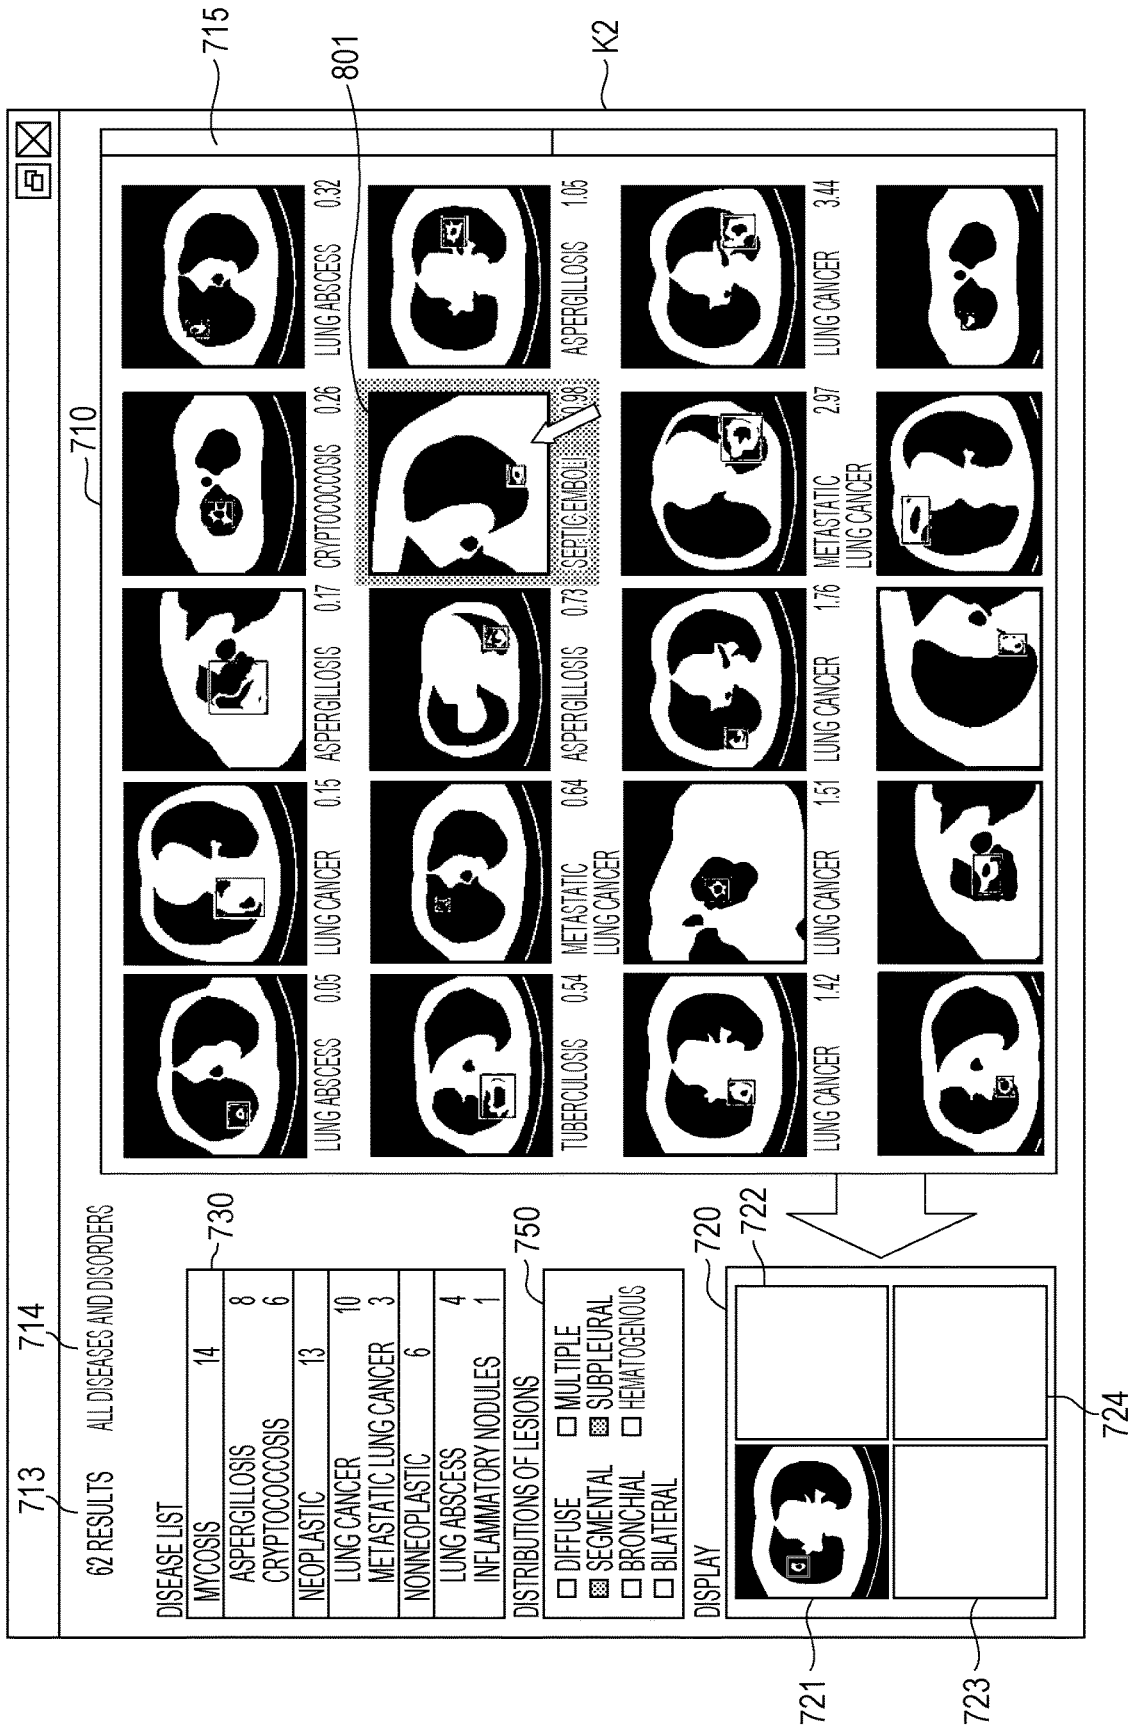 713
714
62 RESULTS ALL DISEASES AND DISORDERS
DISEASE LIST
730
MYCOSIS 14
ASPERGILLOSIS 8
CRYPTOCOCCOSIS 6
NEOPLASTIC 13
LUNG CANCER 10
METASTATIC LUNG CANCER 3
NONNEOPLASTIC 6
LUNG ABSCESS 4
INFLAMMATORY NODULES 1
DISTRIBUTIONS OF LESIONS
750
DIFFUSE MULTIPLE
SEGMENTAL SUBPLEURAL
BRONCHIAL HEMATOGENOUS
BILATERAL
DISPLAY
720
722
721
723
724
710
715
801
K2
LUNG ABSCESS 0.05
LUNG CANCER 0.15
ASPERGILLOSIS 0.17
CRYPTOCOCCOSIS 0.26
LUNG ABSCESS 0.32
TUBERCULOSIS 0.54
METASTATIC 0.64
LUNG CANCER
ASPERGILLOSIS 0.73
SEPTIC EMBOLI 0.98
ASPERGILLOSIS 1.05
LUNG CANCER 1.42
LUNG CANCER 1.51
LUNG CANCER 1.76
METASTATIC 2.97
LUNG CANCER
LUNG CANCER 3.44